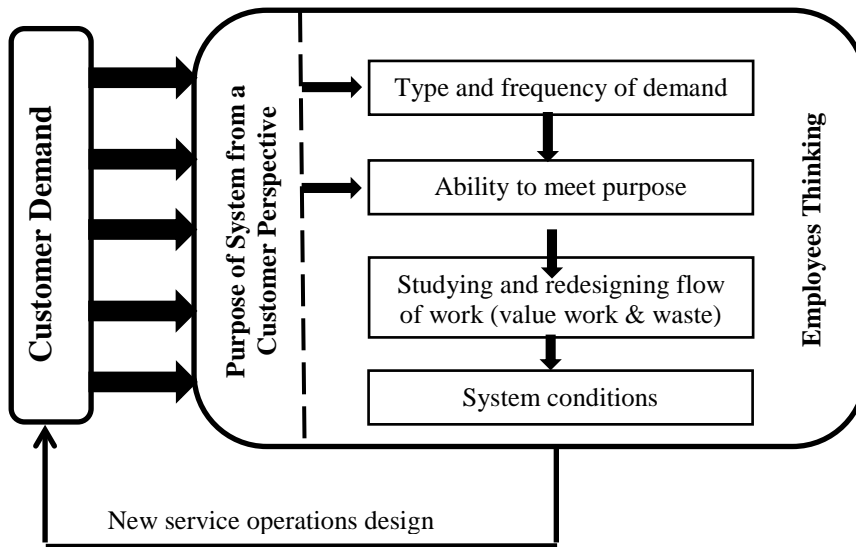 Customer Demand
Purpose of System from a
Customer Perspective
Type and frequency of demand
Ability to meet purpose
Studying and redesigning flow
of work (value work & waste)
System conditions
Employees Thinking
New service operations design